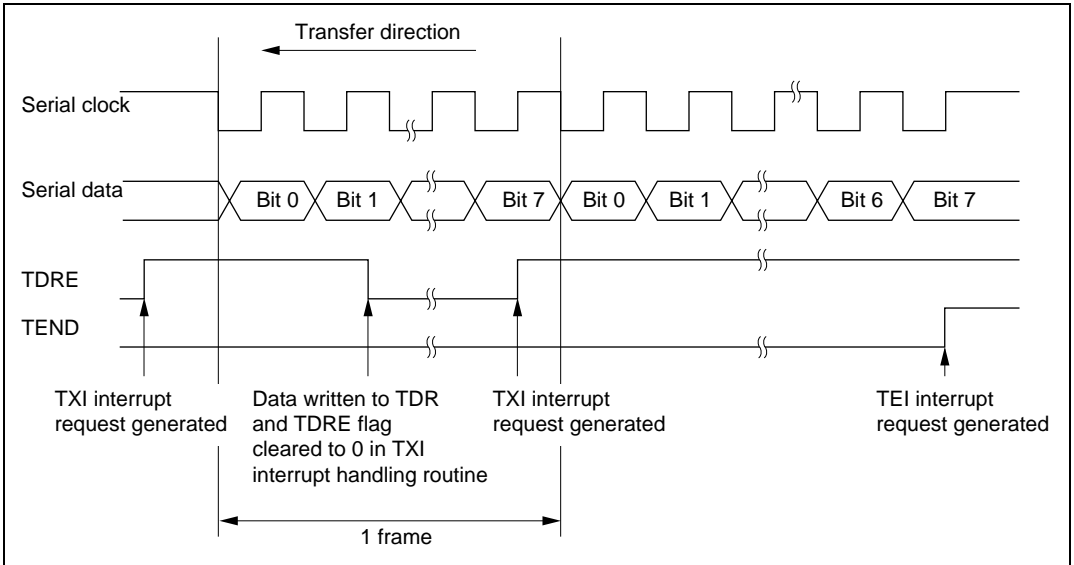 Transfer direction
Serial clock
Serial data
Bit 0
Bit 1
Bit 7
Bit 0
Bit 1
Bit 6
Bit 7
TDRE
TEND
TXI interrupt
request generated
Data written to TDR
and TDRE flag
cleared to 0 in TXI
interrupt handling routine
TXI interrupt
request generated
TEI interrupt
request generated
1 frame